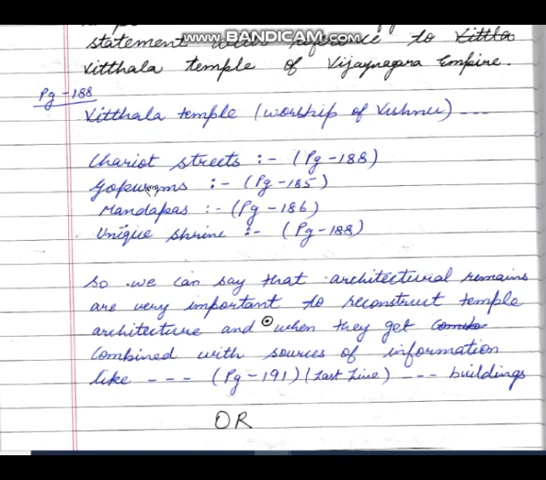 WWW.BANDICAM.COM
statement with reference to Vittla
Vitthala temple of Vijaynagara Empire.
Pg-188
Vitthala temple (worship of Vishnu) ---
Chariot streets :- (Pg-188)
Gopurams :- (Pg-185)
Mandapas :- (Pg-186)
Unique Shrine :- (Pg-188)
So we can say that architectural remains
are very important to reconstruct temple
architecture and when they get
combined with sources of information
like --- (Pg-191) (Last Line) --- buildings
OR